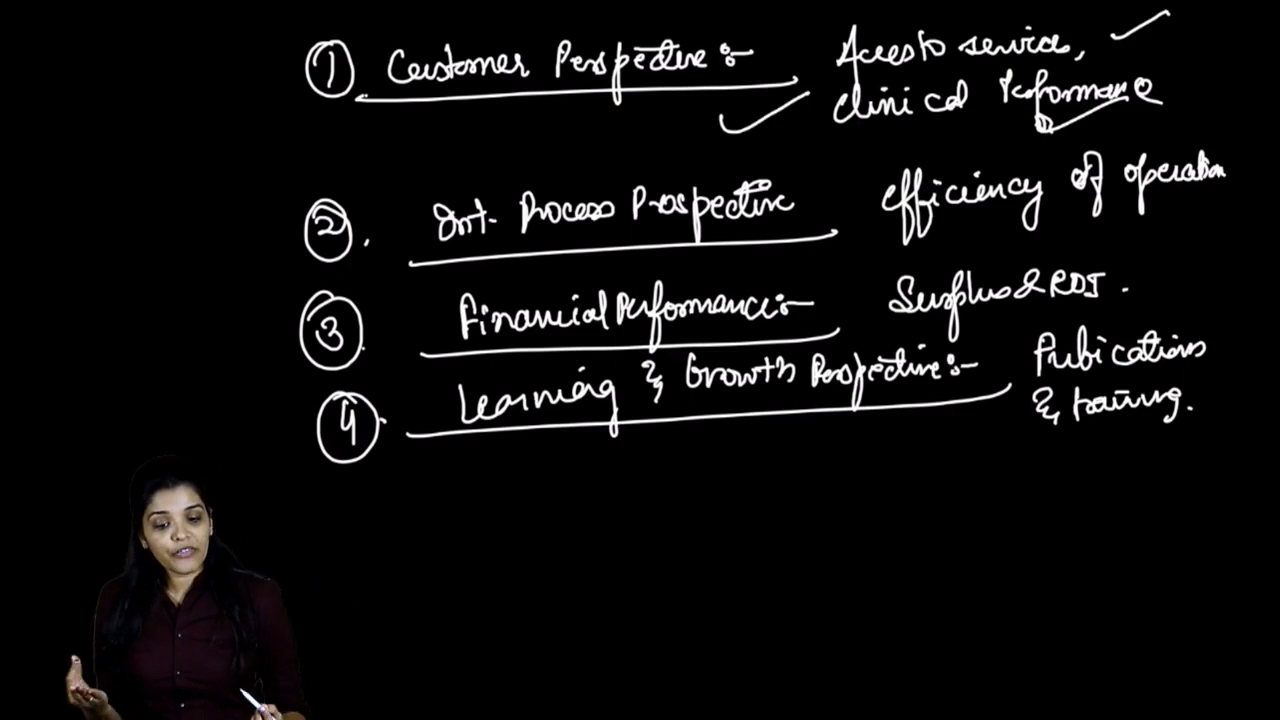 ① Customer Perspective :- Access to service, ✓
✓ Clinical Performance
② . Int. Process Prospective efficiency of operation
③ . Financial Performance :- Surplus & ROI .
④ . Learning & Growth Perspective :- Pubications
& training .